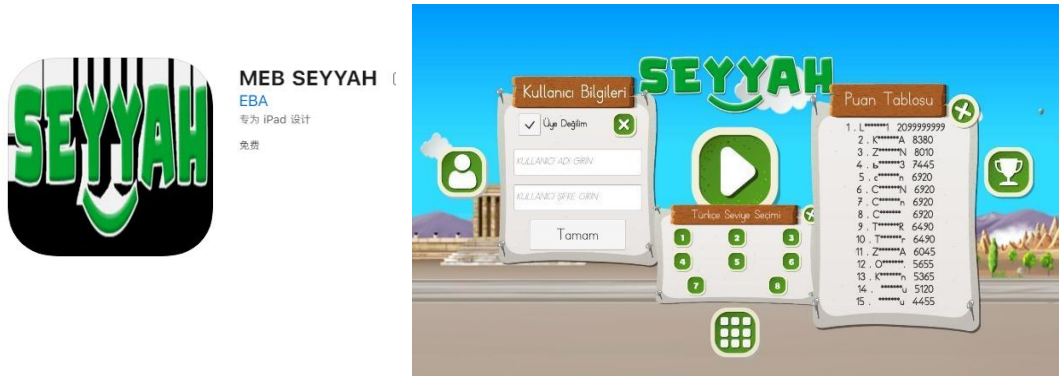 SEYYAH
MEB SEYYAH
EBA
专为 iPad 设计
免费
SEYYAH
Kullanıcı Bilgileri
Üye Değilim
KULLANICI ADI GİRİN
KULLANICI ŞİFRE GİRİN
Tamam
Türkçe Seviye Seçimi
1 2 3
4 5 6
7 8
Puan Tablosu
1 . L*******1 2099999999
2 . K*******A 8380
3 . Z*******N 8010
4 . b*******3 7445
5 . c*******n 6920
6 . C*******N 6920
7 . C*******n 6920
8 . C******* 6920
9 . T*******R 6490
10 . T*******r 6490
11 . Z*******A 6045
12 . O*******. 5655
13 . K*******n 5365
14 . *******u 5120
15 . *******u 4455